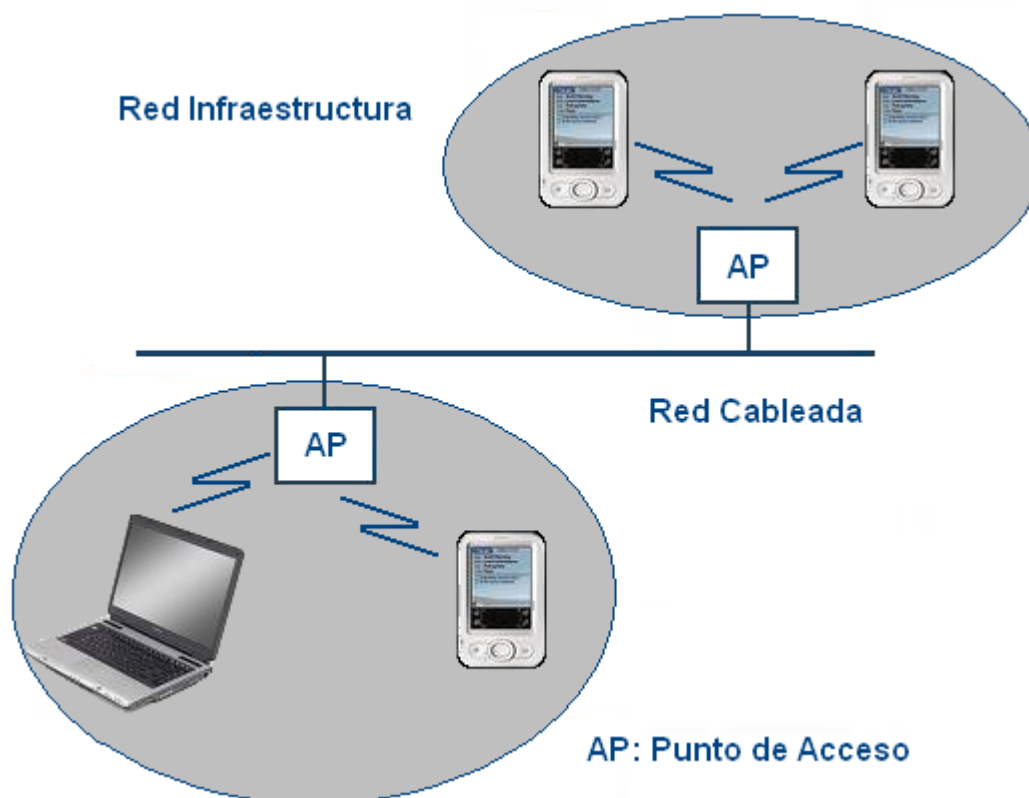 Red Infraestructura
AP
Red Cableada
AP
AP: Punto de Acceso